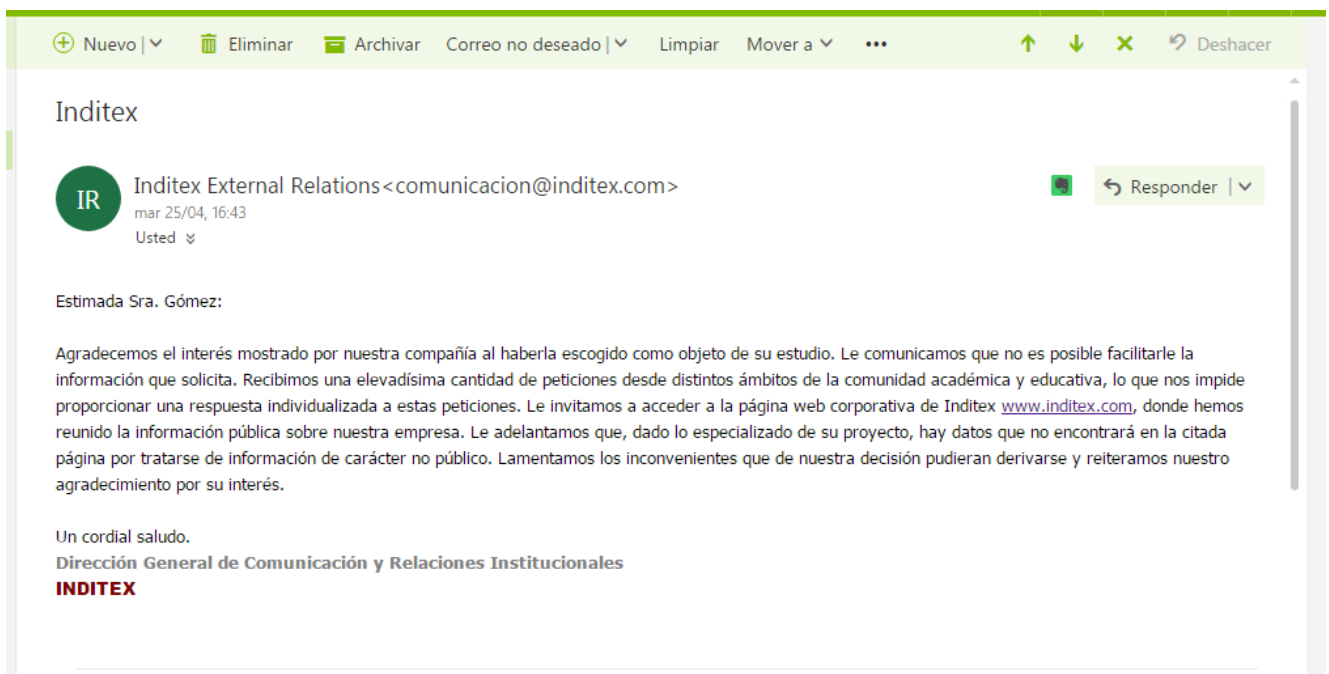 Nuevo | Eliminar Archivar Correo no deseado | Limpiar Mover a ••• Deshacer
Inditex
IR
Inditex External Relations<comunicacion@inditex.com>
Responder |
mar 25/04, 16:43
Usted
Estimada Sra. Gómez:
Agradecemos el interés mostrado por nuestra compañía al haberla escogido como objeto de su estudio. Le comunicamos que no es posible facilitarle la
información que solicita. Recibimos una elevadísima cantidad de peticiones desde distintos ámbitos de la comunidad académica y educativa, lo que nos impide
proporcionar una respuesta individualizada a estas peticiones. Le invitamos a acceder a la página web corporativa de Inditex www.inditex.com, donde hemos
reunido la información pública sobre nuestra empresa. Le adelantamos que, dado lo especializado de su proyecto, hay datos que no encontrará en la citada
página por tratarse de información de carácter no público. Lamentamos los inconvenientes que de nuestra decisión pudieran derivarse y reiteramos nuestro
agradecimiento por su interés.
Un cordial saludo.
Dirección General de Comunicación y Relaciones Institucionales
INDITEX